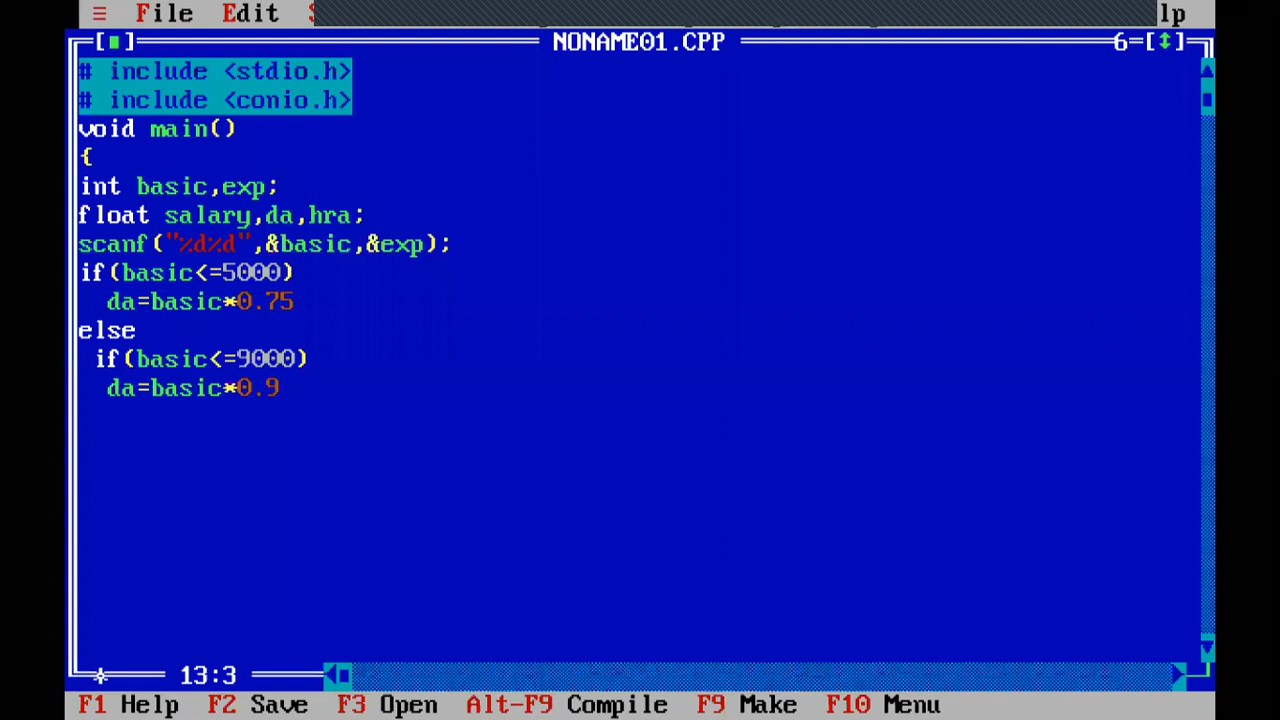 ≡ File Edit lp
[■] NONAME01.CPP 6=[↕]
# include <stdio.h>
# include <conio.h>
void main()
{
int basic,exp;
float salary,da,hra;
scanf("%d%d",&basic,&exp);
if(basic<=5000)
  da=basic*0.75
else
 if(basic<=9000)
  da=basic*0.9
13:3
F1 Help F2 Save F3 Open Alt-F9 Compile F9 Make F10 Menu